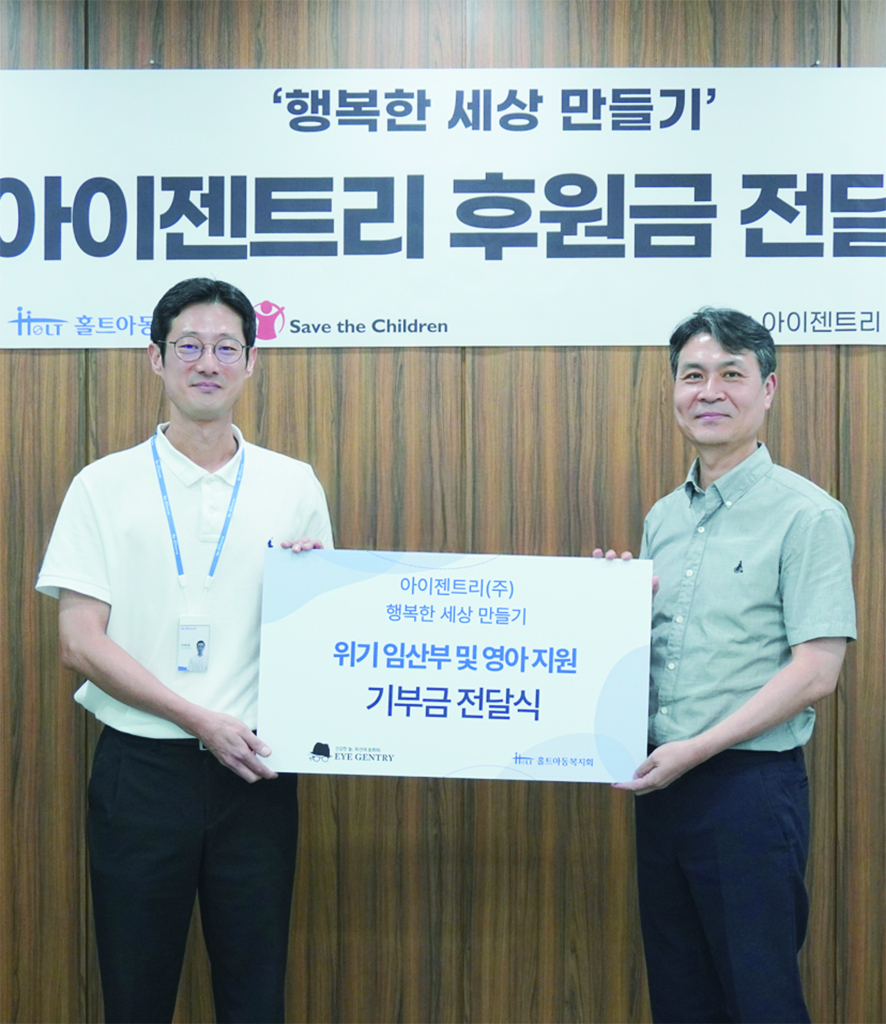 ‘행복한 세상 만들기’
아이젠트리 후원금 전달
HOLT 홀트아동
Save the Children
아이젠트리
아이젠트리(주)
행복한 세상 만들기
위기 임산부 및 영아 지원
기부금 전달식
EYE GENTRY
HOLT 홀트아동복지회